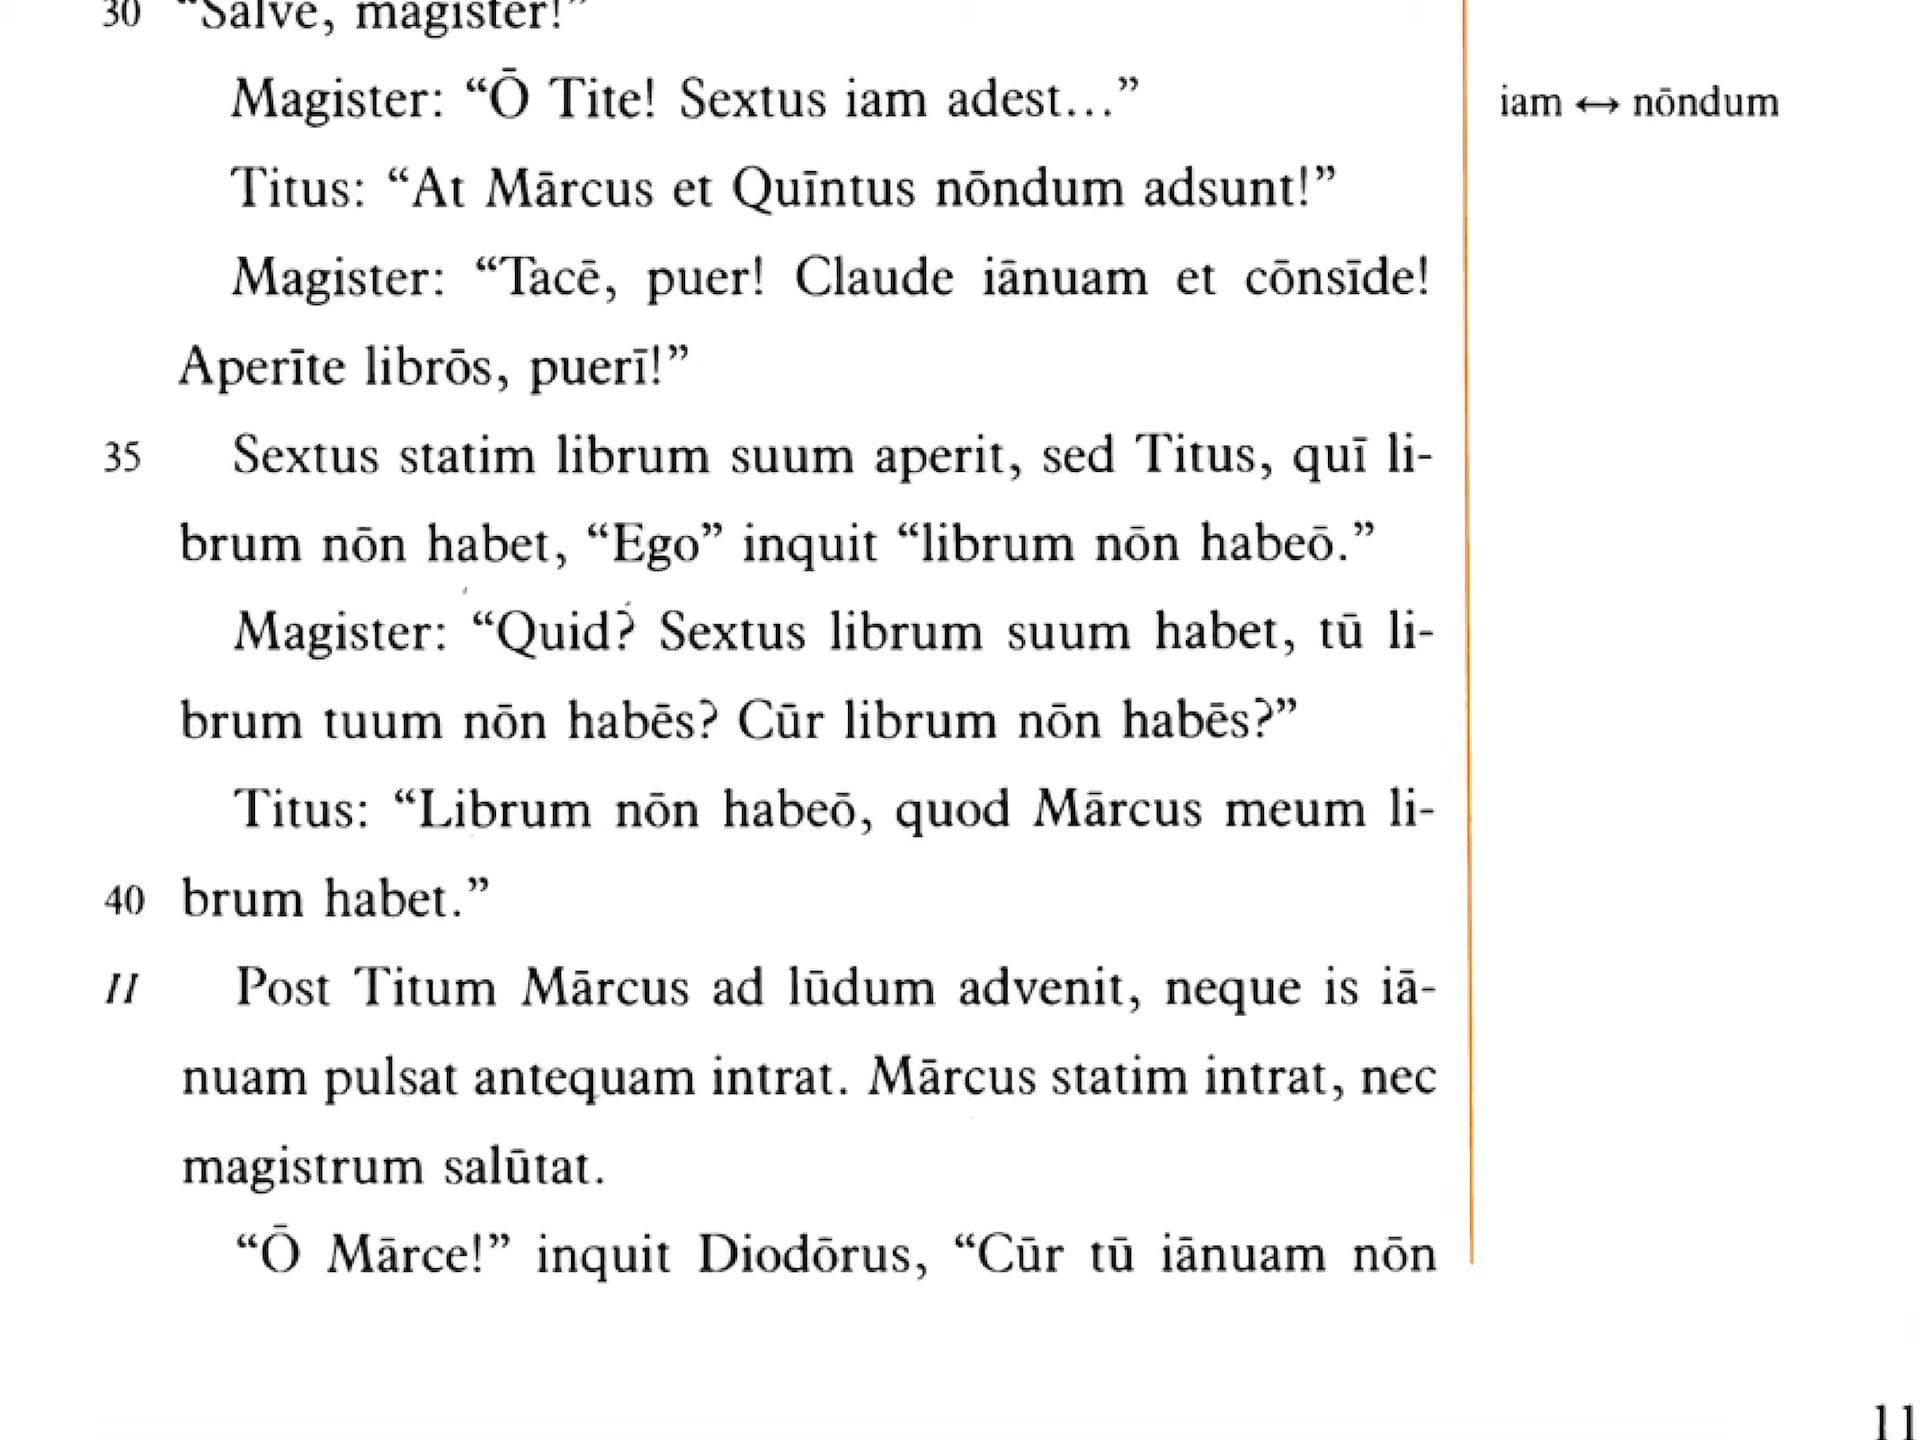 30 “Salvē, magister!”
Magister: “Ō Tite! Sextus iam adest...” iam ↔ nōndum
Titus: “At Mārcus et Quīntus nōndum adsunt!”
Magister: “Tacē, puer! Claude iānuam et cōnsīde!
Aperīte librōs, puerī!”
35 Sextus statim librum suum aperit, sed Titus, quī li-
brum nōn habet, “Ego” inquit “librum nōn habeō.”
Magister: “Quid? Sextus librum suum habet, tū li-
brum tuum nōn habēs? Cūr librum nōn habēs?”
Titus: “Librum nōn habeō, quod Mārcus meum li-
40 brum habet.”
II Post Titum Mārcus ad lūdum advenit, neque is iā-
nuam pulsat antequam intrat. Mārcus statim intrat, nec
magistrum salūtat.
“Ō Mārce!” inquit Diodōrus, “Cūr tū iānuam nōn
11